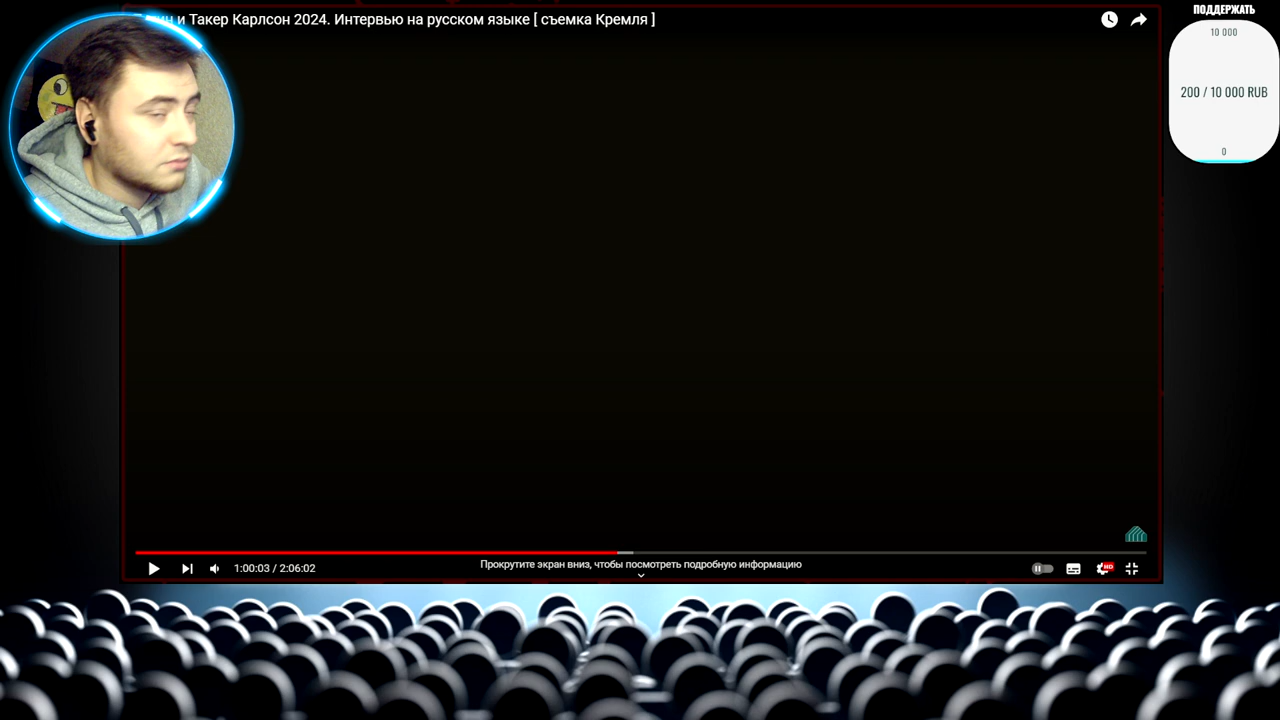 и Такер Карлсон 2024. Интервью на русском языке [ съемка Кремля ]
ПОДДЕРЖАТЬ
10 000
200 / 10 000 RUB
0
1:00:03 / 2:06:02
Прокрутите экран вниз, чтобы посмотреть подробную информацию
HD